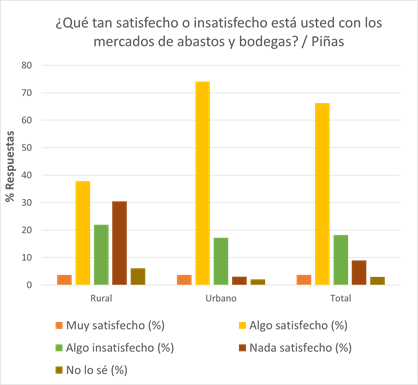 ¿Qué tan satisfecho o insatisfecho está usted con los
mercados de abastos y bodegas? / Piñas
% Respuestas
80
70
60
50
40
30
20
10
0
Rural Urbano Total
Muy satisfecho (%) Algo satisfecho (%)
Algo insatisfecho (%) Nada satisfecho (%)
No lo sé (%)